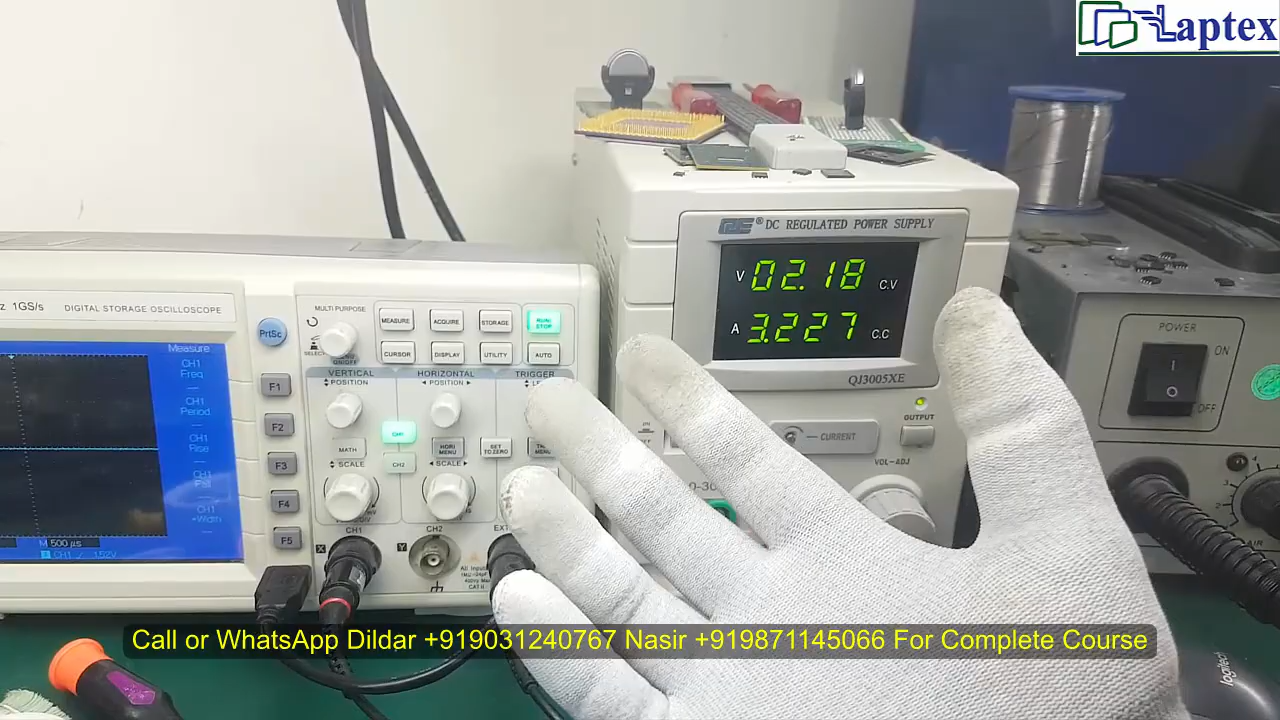 Laptex
1GS/s
DIGITAL STORAGE OSCILLOSCOPE
MULTI PURPOSE
PrtSc
MEASURE
ACQUIRE
STORAGE
RUN/
STOP
CURSOR
DISPLAY
UTILITY
AUTO
VERTICAL
HORIZONTAL
TRIGGER
POSITION
POSITION
Measure
CH1
Freq
CH1
Period
CH1
Rise
CH1
Fall
CH1
+Width
M 500 µs
F1
F2
F3
F4
F5
MATH
CH1
CH2
HORI
MENU
SET
TO ZERO
SCALE
SCALE
CH1
CH2
X
Y
CAT II
DC REGULATED POWER SUPPLY
V 02.18 C.V
A 3.227 C.C
QJ3005XE
OUTPUT
CURRENT
VOL-ADJ
POWER
ON
OFF
AIR
logitech
Call or WhatsApp Dildar +919031240767 Nasir +919871145066 For Complete Course